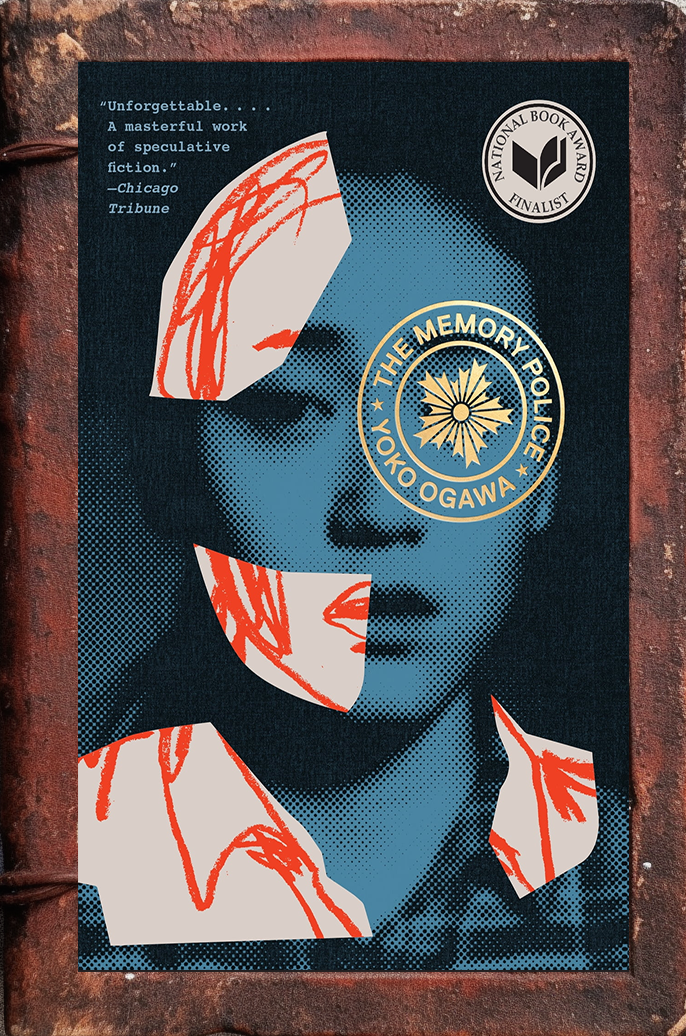 “Unforgettable. . . .
A masterful work
of speculative
fiction.”
—Chicago
Tribune
NATIONAL BOOK AWARD
FINALIST
THE MEMORY POLICE
YOKO OGAWA